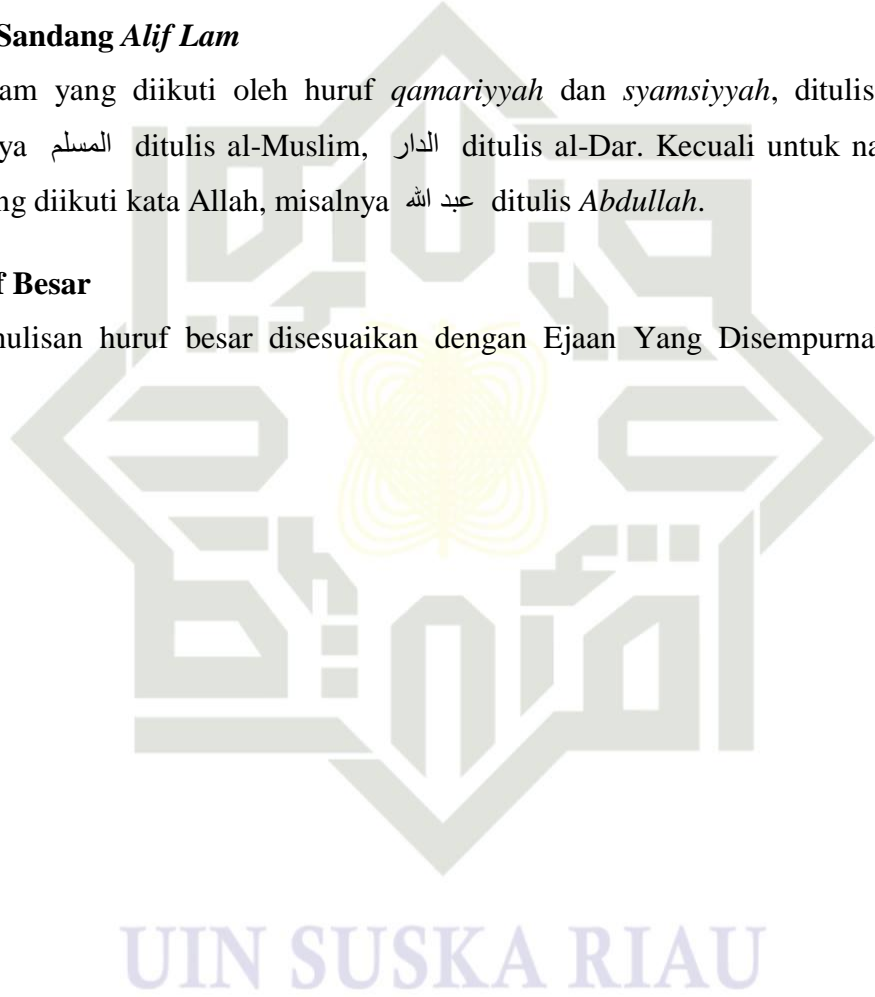 Sandang Alif Lam
am yang diikuti oleh huruf qamariyyah dan syamsiyyah, ditulis
ya المسلم ditulis al-Muslim, الدار ditulis al-Dar. Kecuali untuk na
ng diikuti kata Allah, misalnya عبد الله ditulis Abdullah.
f Besar
nulisan huruf besar disesuaikan dengan Ejaan Yang Disempurna
UIN SUSKA RIAU